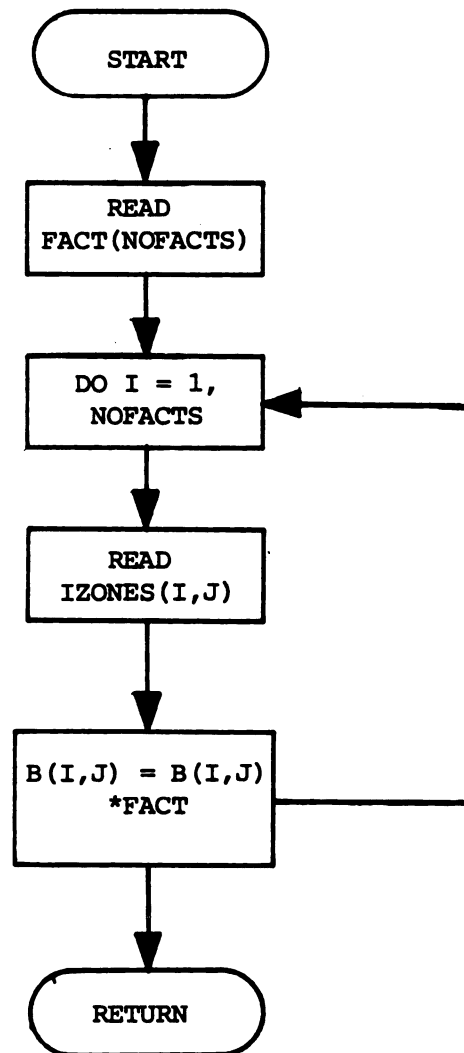 START
READ
FACT(NOFACTS)
DO I = 1,
NOFACTS
READ
IZONES(I,J)
B(I,J) = B(I,J)
*FACT
RETURN